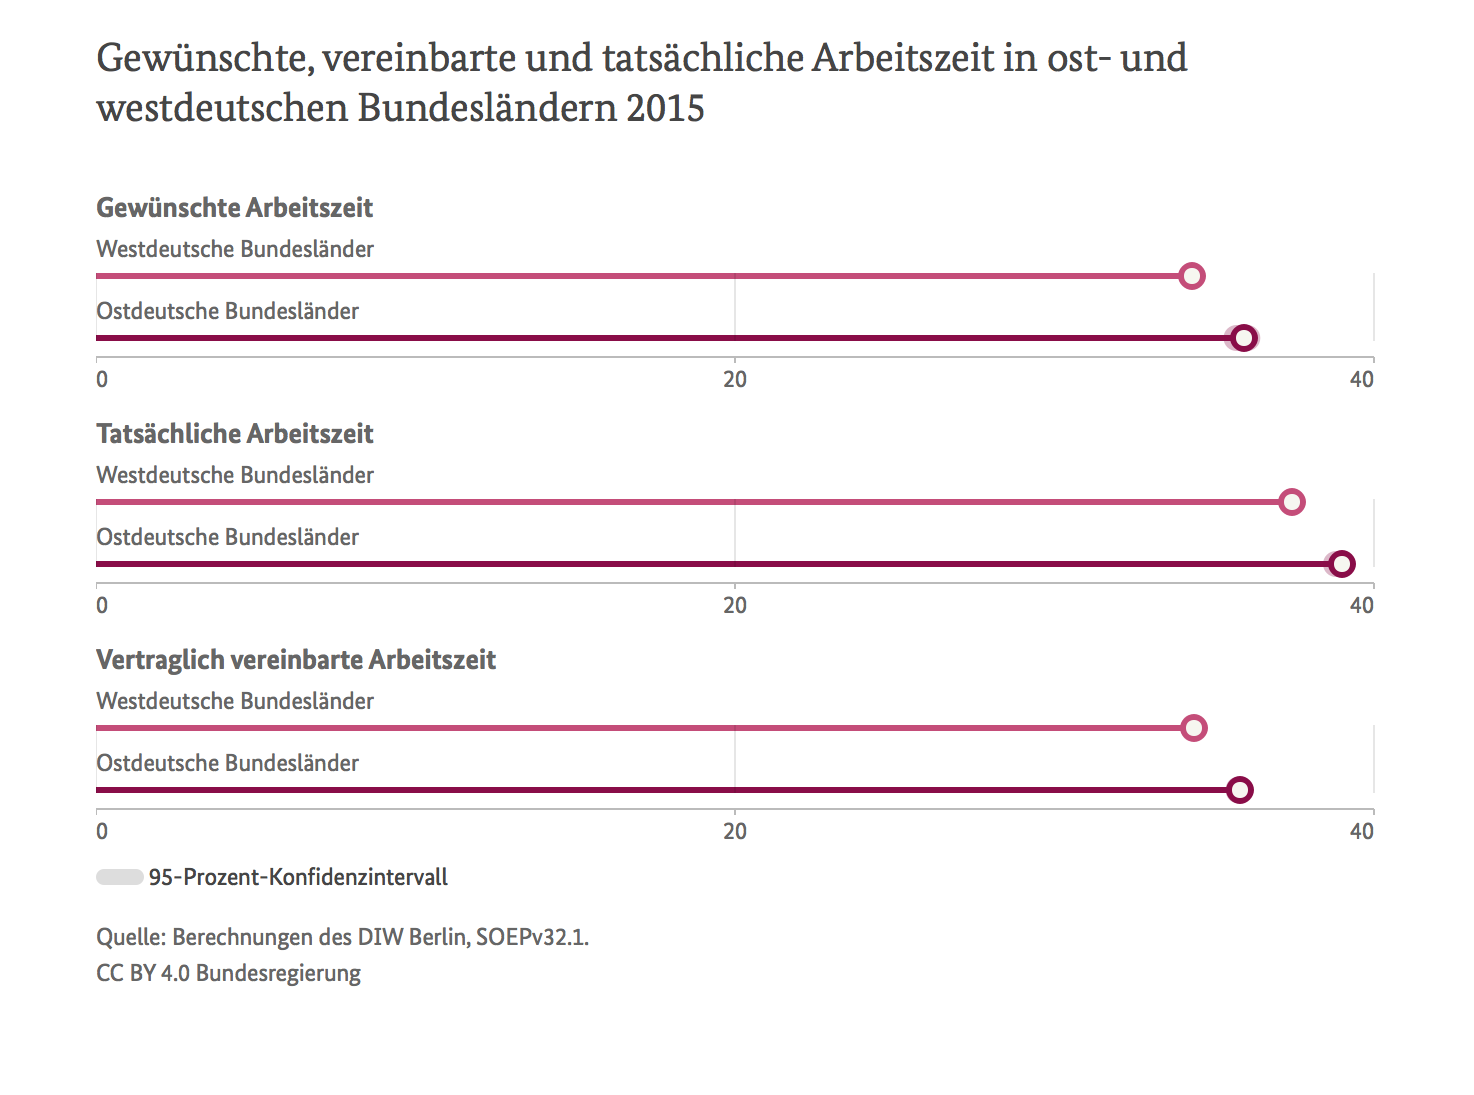 Gewünschte, vereinbarte und tatsächliche Arbeitszeit in ost- und
westdeutschen Bundesländern 2015
Gewünschte Arbeitszeit
Westdeutsche Bundesländer
Ostdeutsche Bundesländer
0 20 40
Tatsächliche Arbeitszeit
Westdeutsche Bundesländer
Ostdeutsche Bundesländer
0 20 40
Vertraglich vereinbarte Arbeitszeit
Westdeutsche Bundesländer
Ostdeutsche Bundesländer
0 20 40
95-Prozent-Konfidenzintervall
Quelle: Berechnungen des DIW Berlin, SOEPv32.1.
CC BY 4.0 Bundesregierung